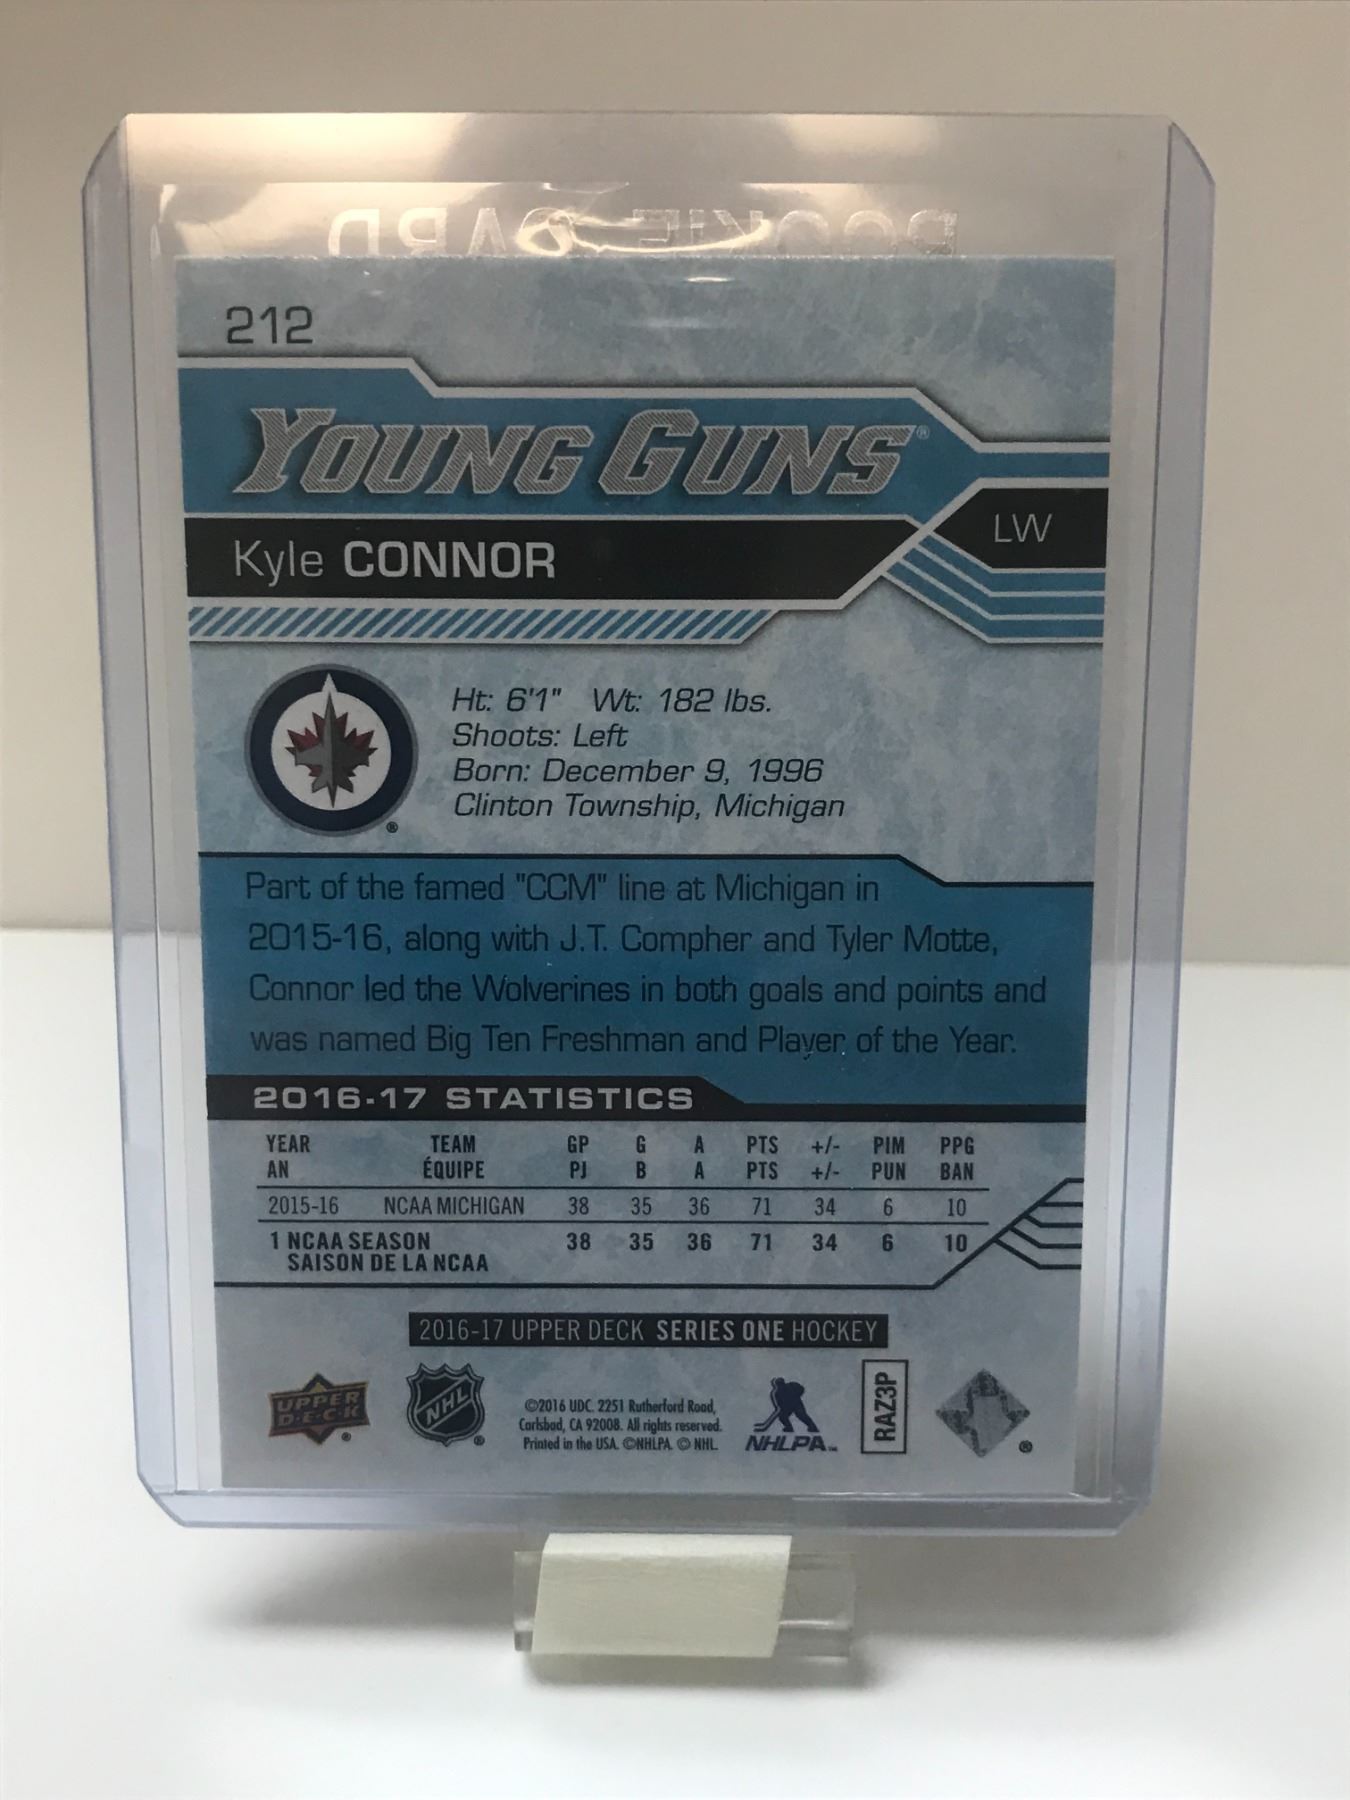 ROOKIE CARD
212
YOUNG GUNS®
Kyle CONNOR
LW
Ht: 6'1" Wt: 182 lbs.
Shoots: Left
Born: December 9, 1996
Clinton Township, Michigan
®
Part of the famed "CCM" line at Michigan in
2015-16, along with J.T. Compher and Tyler Motte,
Connor led the Wolverines in both goals and points and
was named Big Ten Freshman and Player of the Year.
2016-17 STATISTICS
YEAR TEAM GP G A PTS +/- PIM PPG
AN ÉQUIPE PJ B A PTS +/- PUN BAN
2015-16 NCAA MICHIGAN 38 35 36 71 34 6 10
1 NCAA SEASON 38 35 36 71 34 6 10
SAISON DE LA NCAA
2016-17 UPPER DECK SERIES ONE HOCKEY
UPPER
D·E·C·K ®
NHL ®
©2016 UDC. 2251 Rutherford Road,
Carlsbad, CA 92008. All rights reserved.
Printed in the USA. ©NHLPA. © NHL.
NHLPA™
RAZ3P
®